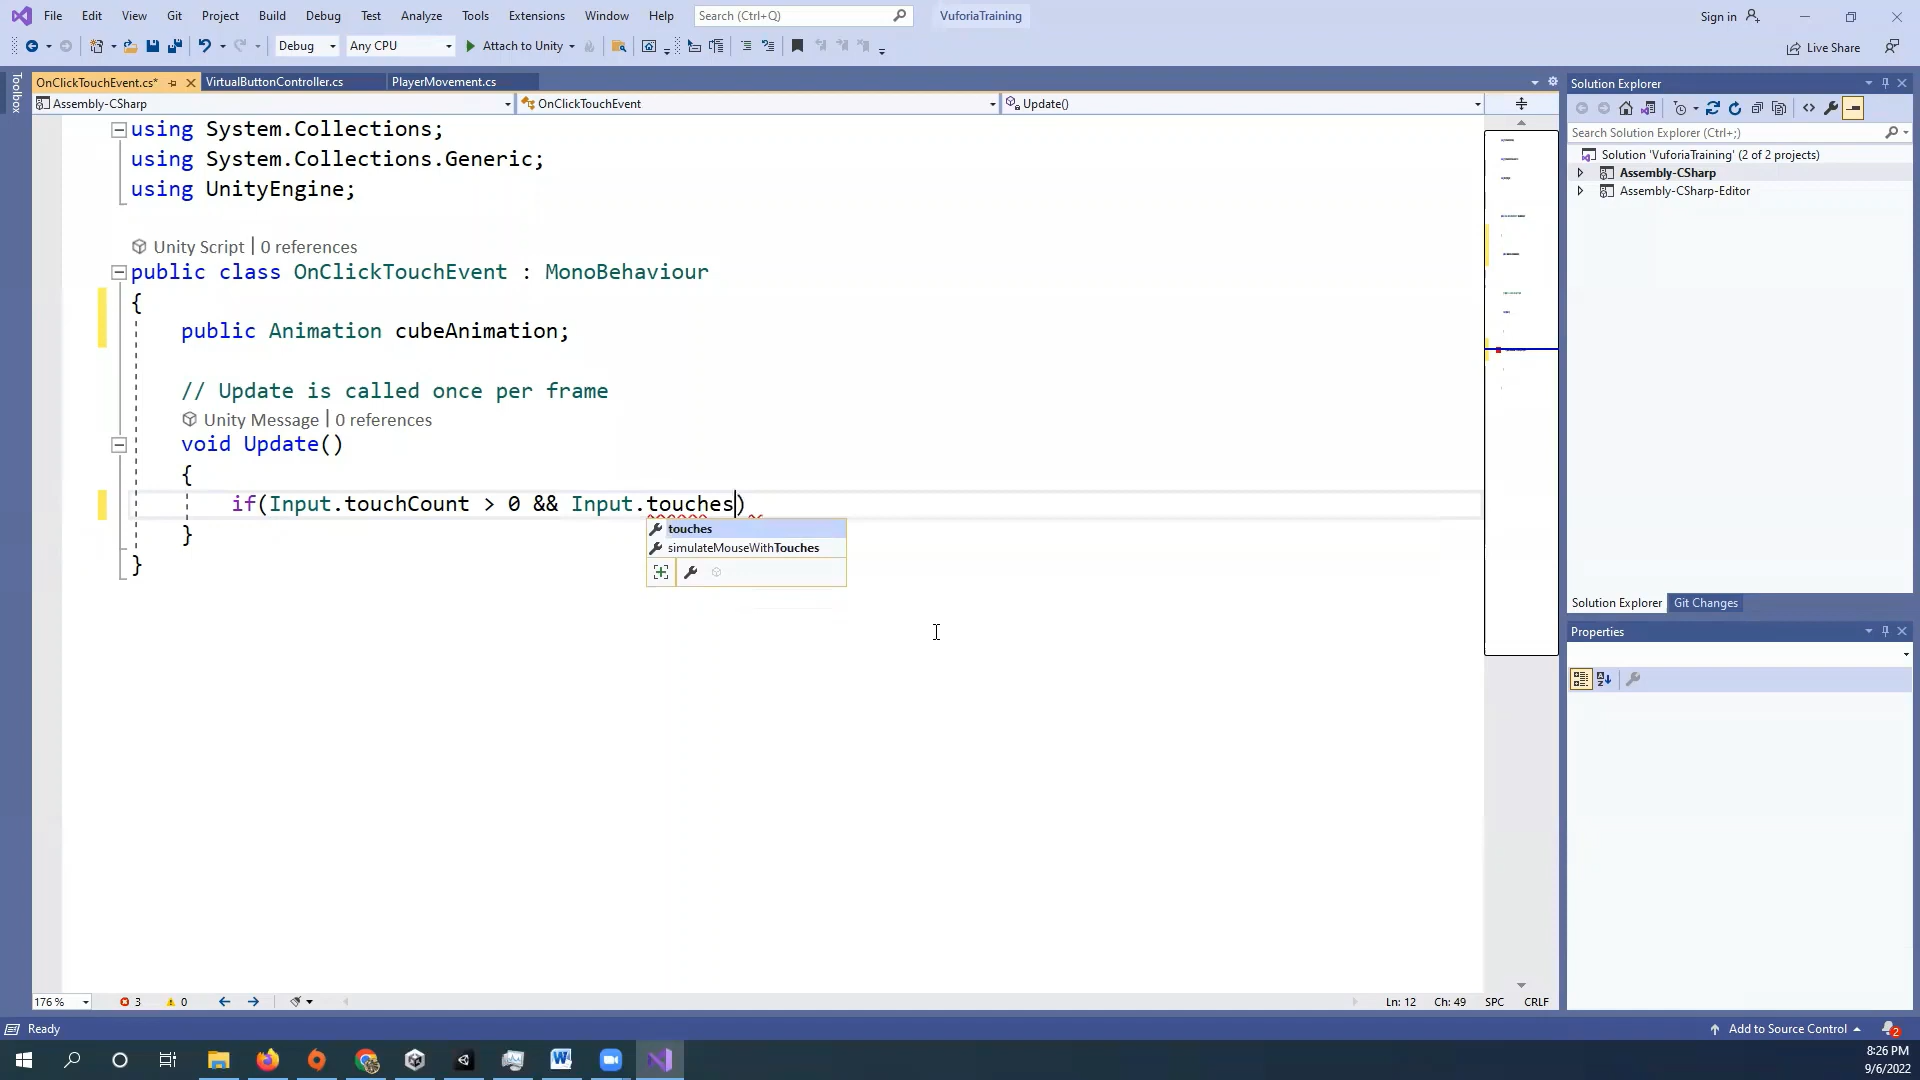 File Edit View Git Project Build Debug Test Analyze Tools Extensions Window Help Search (Ctrl+Q) VuforiaTraining Sign in
Debug Any CPU Attach to Unity Live Share
Toolbox
OnClickTouchEvent.cs* VirtualButtonController.cs PlayerMovement.cs
Assembly-CSharp OnClickTouchEvent Update()
using System.Collections;
using System.Collections.Generic;
using UnityEngine;
Unity Script | 0 references
public class OnClickTouchEvent : MonoBehaviour
{
public Animation cubeAnimation;
// Update is called once per frame
Unity Message | 0 references
void Update()
{
if(Input.touchCount > 0 && Input.touches)
touches
simulateMouseWithTouches
}
}
Solution Explorer
Search Solution Explorer (Ctrl+;)
Solution 'VuforiaTraining' (2 of 2 projects)
Assembly-CSharp
Assembly-CSharp-Editor
Solution Explorer Git Changes
Properties
176 % 3 0 Ln: 12 Ch: 49 SPC CRLF
Ready Add to Source Control 2
8:26 PM
9/6/2022